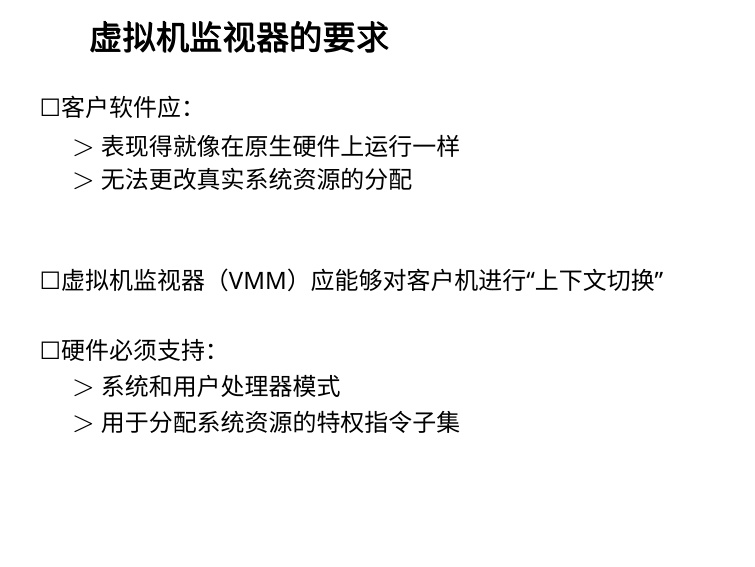 虚拟机监视器的要求
□客户软件应：
＞ 表现得就像在原生硬件上运行一样
＞ 无法更改真实系统资源的分配
□虚拟机监视器（VMM）应能够对客户机进行“上下文切换”
□硬件必须支持：
＞ 系统和用户处理器模式
＞ 用于分配系统资源的特权指令子集